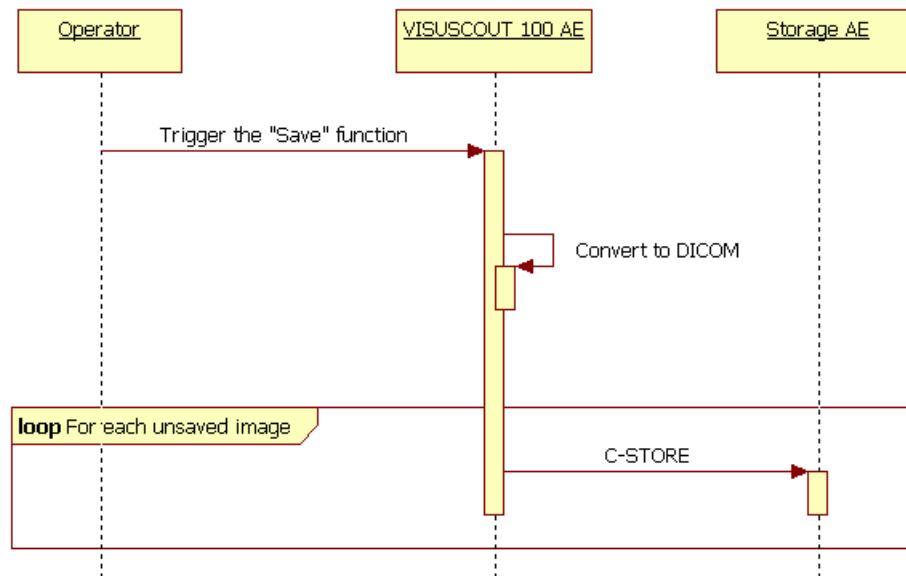 Operator
VISUSCOUT 100 AE
Storage AE
Trigger the "Save" function
Convert to DICOM
loop For each unsaved image
C-STORE